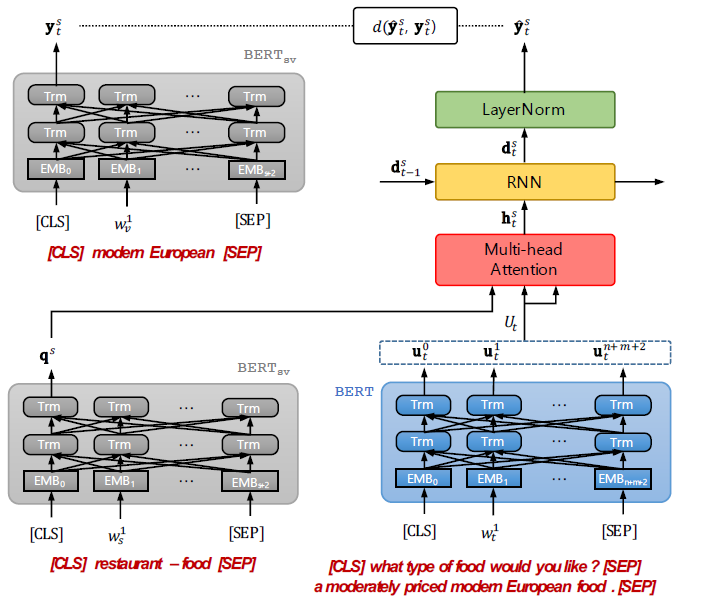 y_t^s
d(ŷ_t^s, y_t^s)
ŷ_t^s
BERT_sv
Trm Trm ... Trm
Trm Trm ... Trm
EMB_0 EMB_1 ... EMB_s+2
[CLS] w_v^1 [SEP]
[CLS] modern European [SEP]
LayerNorm
d_t^s
d_{t-1}^s
RNN
h_t^s
Multi-head
Attention
U_t
q^s
BERT_sv
Trm Trm ... Trm
Trm Trm ... Trm
EMB_0 EMB_1 ... EMB_s+2
[CLS] w_s^1 [SEP]
[CLS] restaurant – food [SEP]
u_t^0 u_t^1 u_t^{n+m+2}
BERT
Trm Trm ... Trm
Trm Trm ... Trm
EMB_0 EMB_1 ... EMB_n+m+2
[CLS] w_t^1 [SEP]
[CLS] what type of food would you like ? [SEP]
a moderately priced modern European food . [SEP]